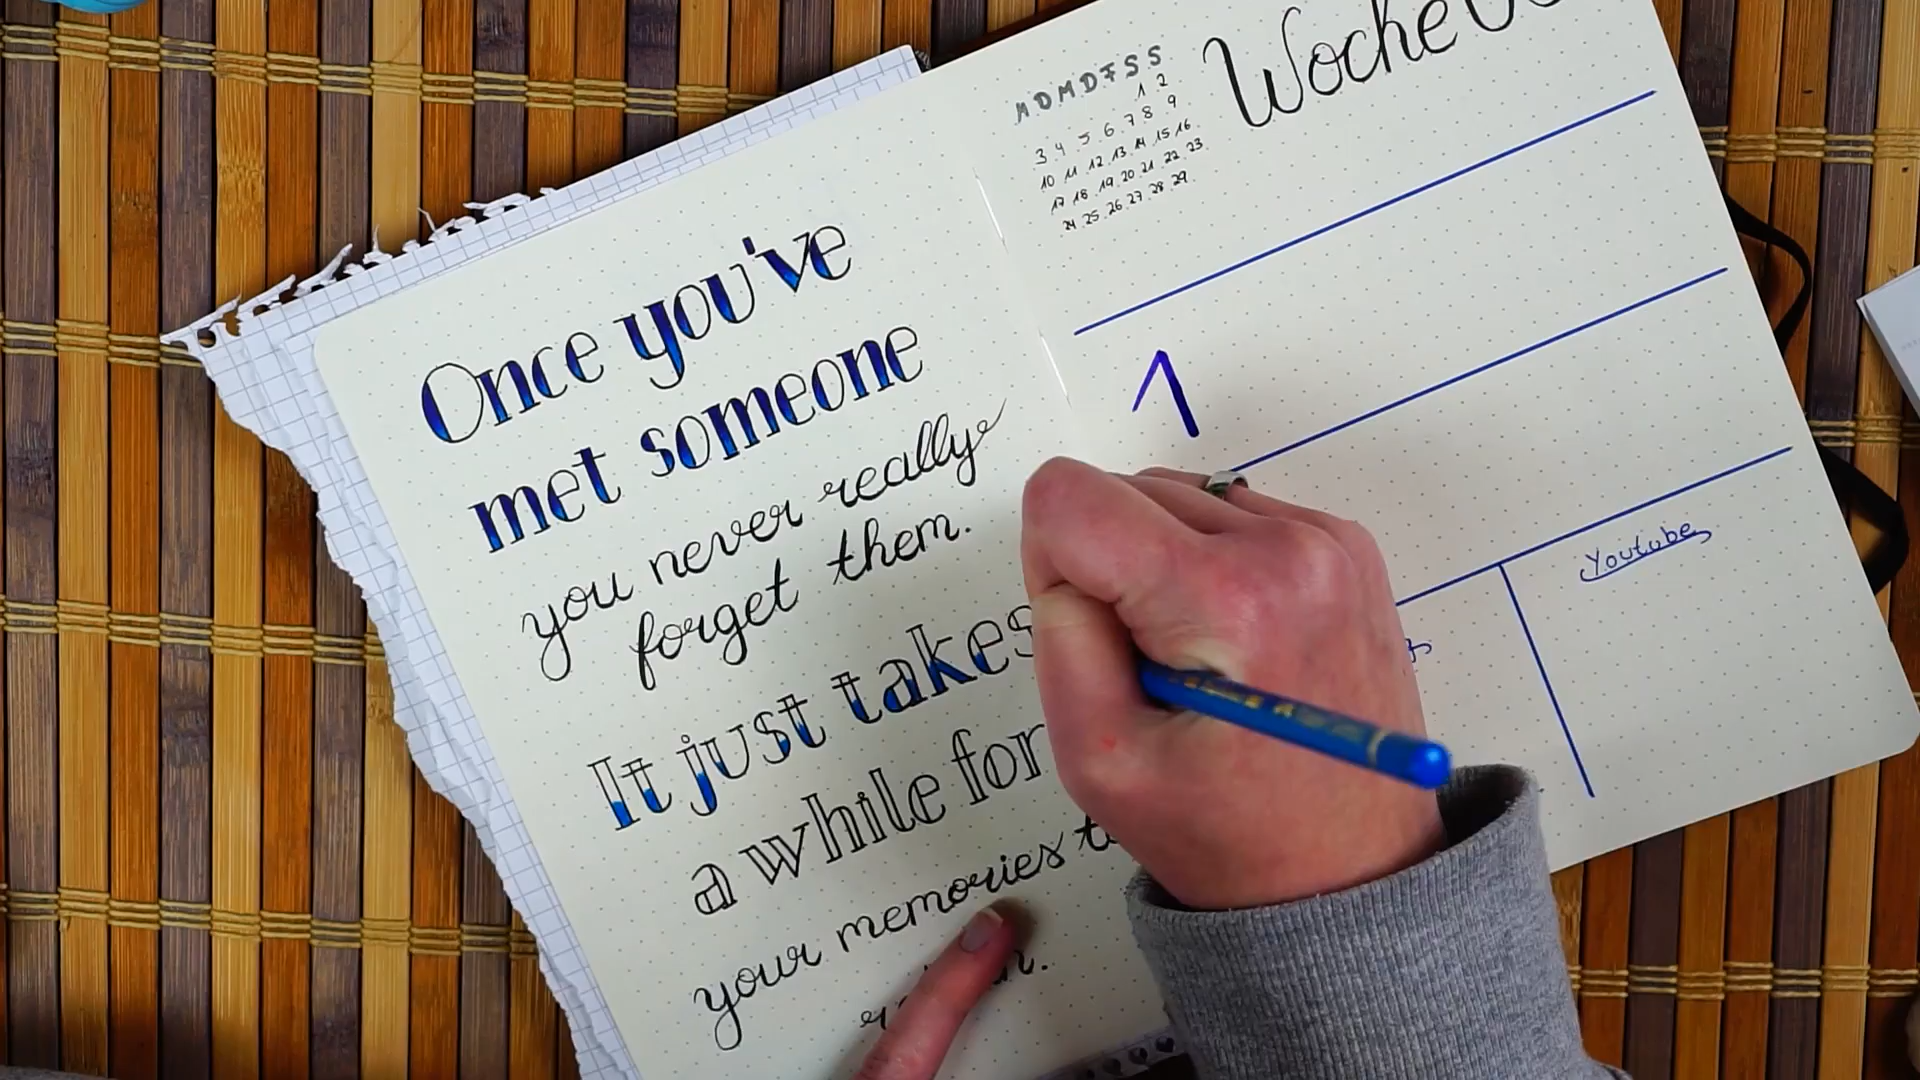 Once you've
met someone
you never really
forget them.
It just takes
a while for
your memories
M D M D F S S
1 2
3 4 5 6 7 8 9
10 11 12 13 14 15 16
17 18 19 20 21 22 23
24 25 26 27 28 29
Woche
1
Youtube